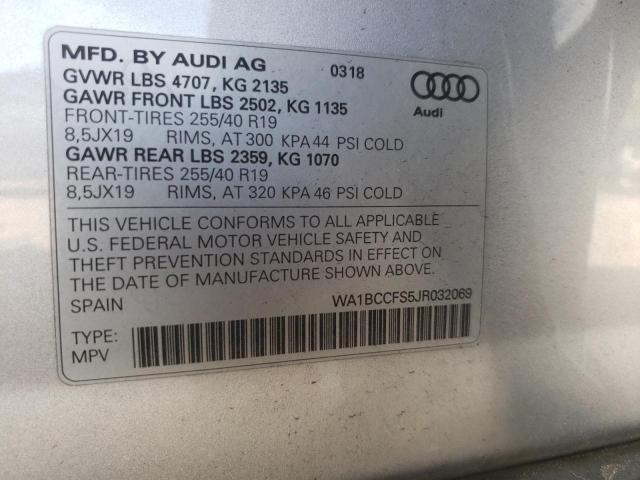 MFD. BY AUDI AG 0318
GVWR LBS 4707, KG 2135
GAWR FRONT LBS 2502, KG 1135
FRONT-TIRES 255/40 R19
8,5JX19 RIMS, AT 300 KPA 44 PSI COLD
GAWR REAR LBS 2359, KG 1070
REAR-TIRES 255/40 R19
8,5JX19 RIMS, AT 320 KPA 46 PSI COLD
Audi
THIS VEHICLE CONFORMS TO ALL APPLICABLE
U.S. FEDERAL MOTOR VEHICLE SAFETY AND
THEFT PREVENTION STANDARDS IN EFFECT ON
THE DATE OF MANUFACTURE SHOWN ABOVE.
SPAIN WA1BCCFS5JR032069
TYPE:
MPV